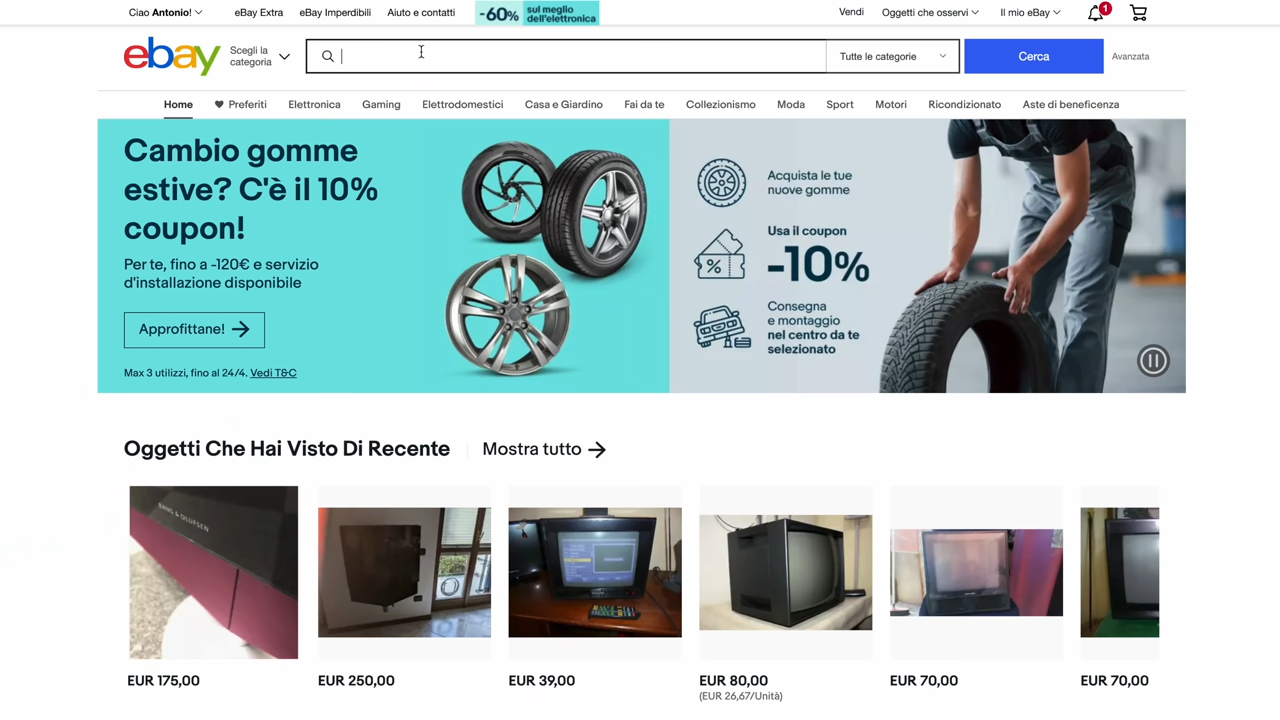 Ciao Antonio!
eBay Extra
eBay Imperdibili
Aiuto e contatti
-60%
sul meglio
dell'elettronica
Vendi
Oggetti che osservi
Il mio eBay
1
ebay
Scegli la
categoria
Tutte le categorie
Cerca
Avanzata
Home
Preferiti
Elettronica
Gaming
Elettrodomestici
Casa e Giardino
Fai da te
Collezionismo
Moda
Sport
Motori
Ricondizionato
Aste di beneficenza
Cambio gomme
estive? C'è il 10%
coupon!
Per te, fino a -120€ e servizio
d'installazione disponibile
Approfittane!
Max 3 utilizzi, fino al 24/4. Vedi T&C
Acquista le tue
nuove gomme
%
Usa il coupon
-10%
Consegna
e montaggio
nel centro da te
selezionato
Oggetti Che Hai Visto Di Recente
Mostra tutto
BANG & OLUFSEN
EUR 175,00
EUR 250,00
EUR 39,00
EUR 80,00
(EUR 26,67/Unità)
EUR 70,00
EUR 70,00